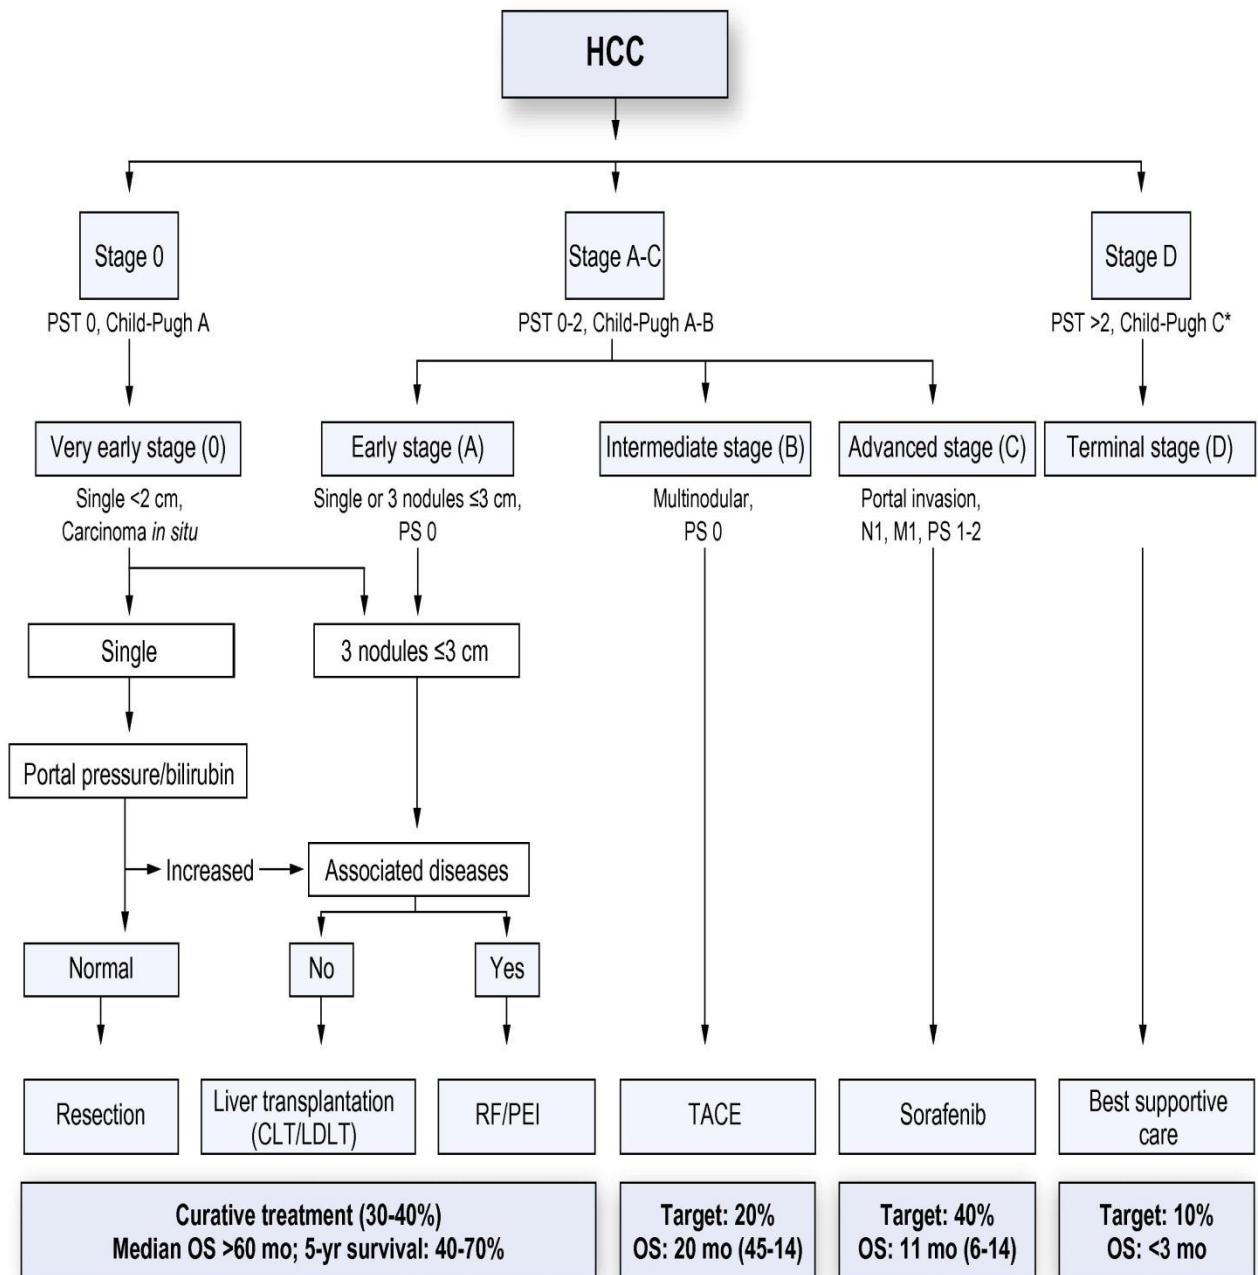 HCC
Stage 0
Stage A-C
Stage D
PST 0, Child-Pugh A
PST 0-2, Child-Pugh A-B
PST >2, Child-Pugh C*
Very early stage (0)
Early stage (A)
Intermediate stage (B)
Advanced stage (C)
Terminal stage (D)
Single <2 cm,
Carcinoma in situ
Single or 3 nodules ≤3 cm,
PS 0
Multinodular,
PS 0
Portal invasion,
N1, M1, PS 1-2
Single
3 nodules ≤3 cm
Portal pressure/bilirubin
Increased
Associated diseases
Normal
No
Yes
Resection
Liver transplantation
(CLT/LDLT)
RF/PEI
TACE
Sorafenib
Best supportive
care
Curative treatment (30-40%)
Median OS >60 mo; 5-yr survival: 40-70%
Target: 20%
OS: 20 mo (45-14)
Target: 40%
OS: 11 mo (6-14)
Target: 10%
OS: <3 mo